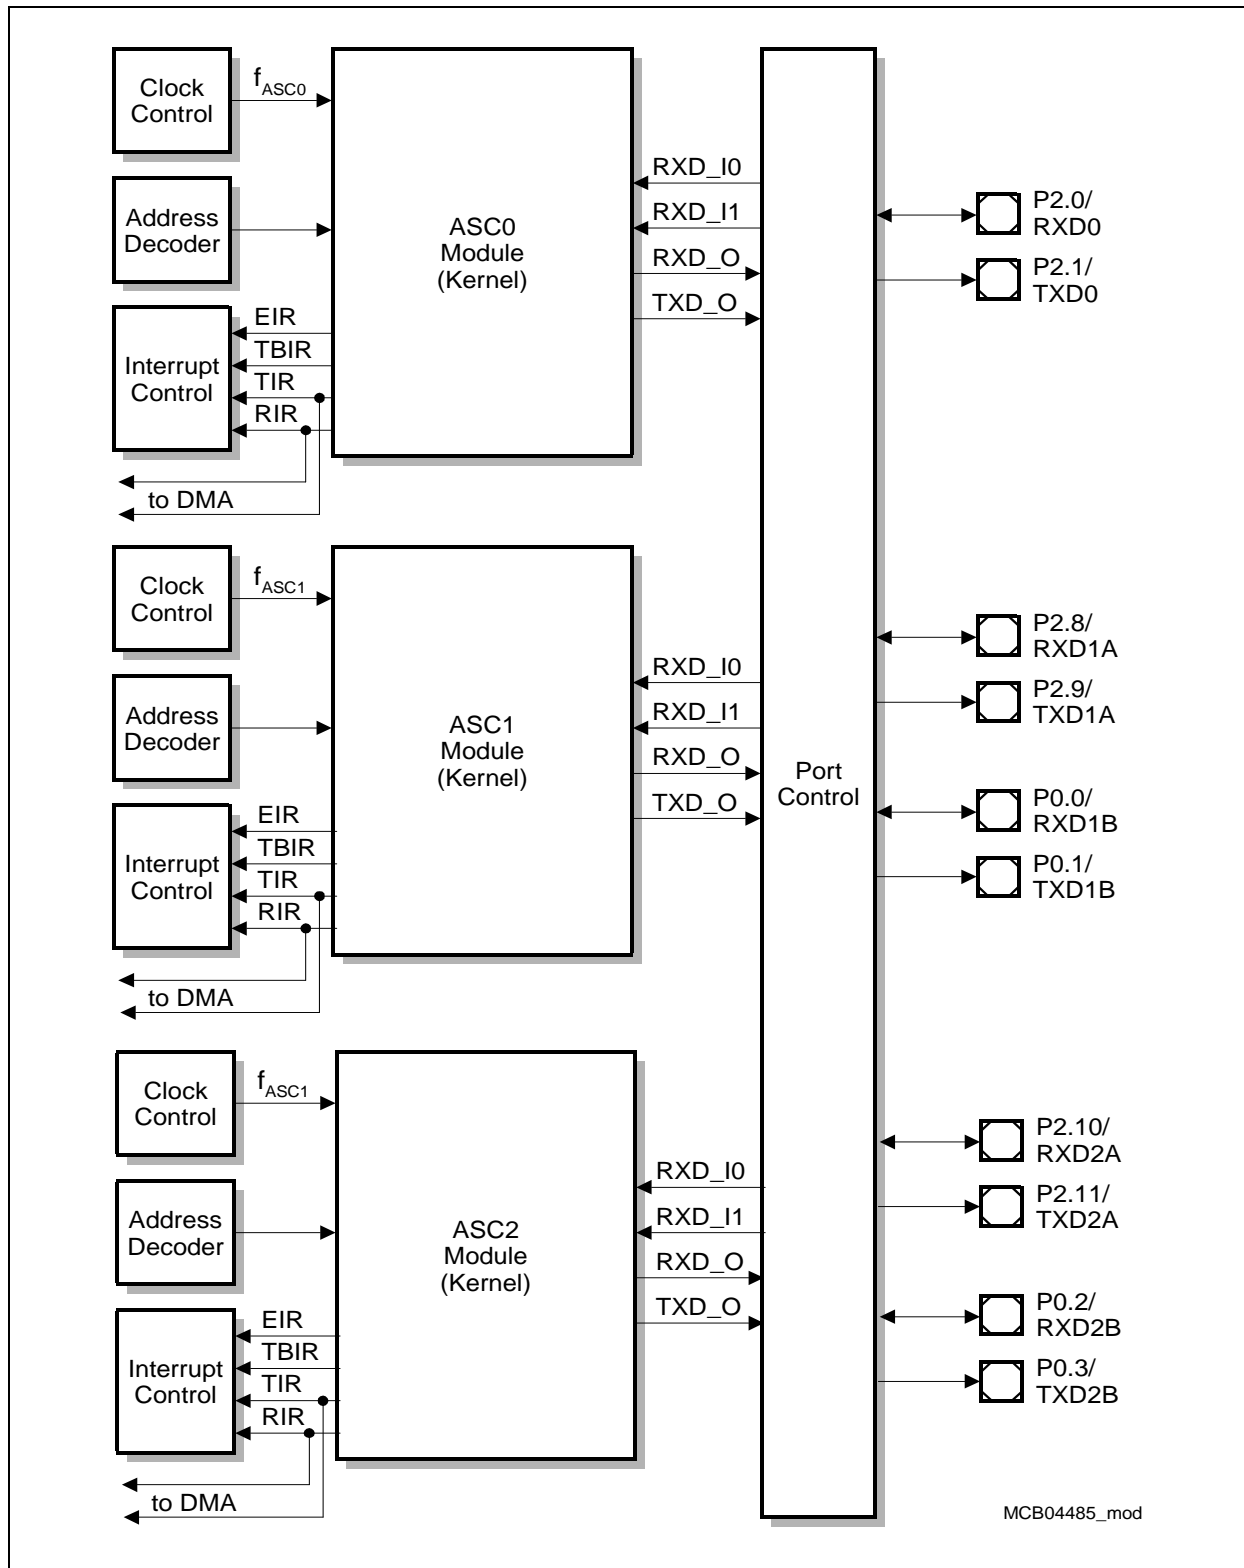 Clock
Control
fASC0
Address
Decoder
Interrupt
Control
EIR
TBIR
TIR
RIR
to DMA
ASC0
Module
(Kernel)
RXD_I0
RXD_I1
RXD_O
TXD_O
P2.0/
RXD0
P2.1/
TXD0
Clock
Control
fASC1
Address
Decoder
Interrupt
Control
EIR
TBIR
TIR
RIR
to DMA
ASC1
Module
(Kernel)
RXD_I0
RXD_I1
RXD_O
TXD_O
Port
Control
P2.8/
RXD1A
P2.9/
TXD1A
P0.0/
RXD1B
P0.1/
TXD1B
Clock
Control
fASC1
Address
Decoder
Interrupt
Control
EIR
TBIR
TIR
RIR
to DMA
ASC2
Module
(Kernel)
RXD_I0
RXD_I1
RXD_O
TXD_O
P2.10/
RXD2A
P2.11/
TXD2A
P0.2/
RXD2B
P0.3/
TXD2B
MCB04485_mod